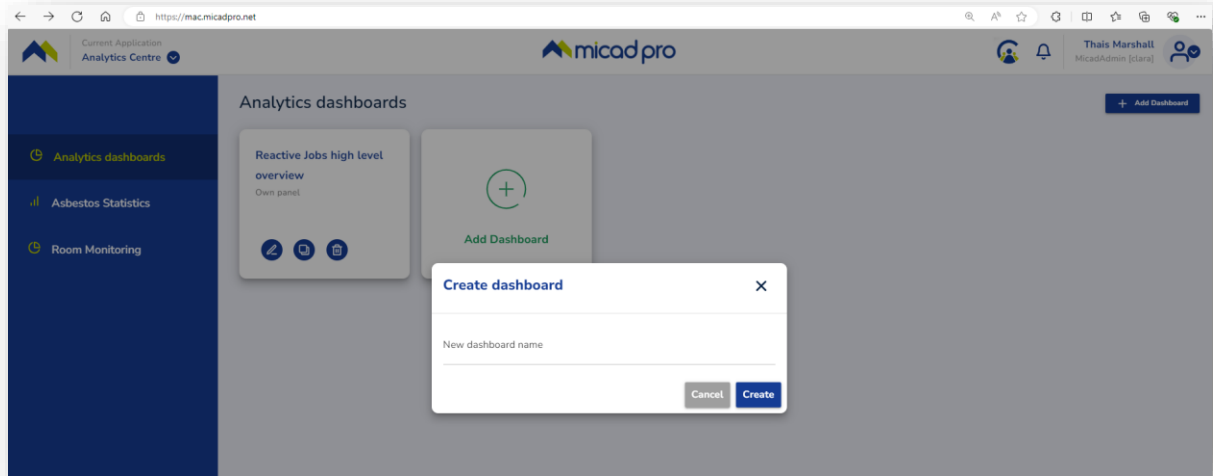 https://mac.micadpro.net
Current Application
Analytics Centre
micad pro
Thais Marshall
MicadAdmin [clara]
Analytics dashboards
+ Add Dashboard
Analytics dashboards
Asbestos Statistics
Room Monitoring
Reactive Jobs high level
overview
Own panel
Add Dashboard
Create dashboard
New dashboard name
Cancel
Create